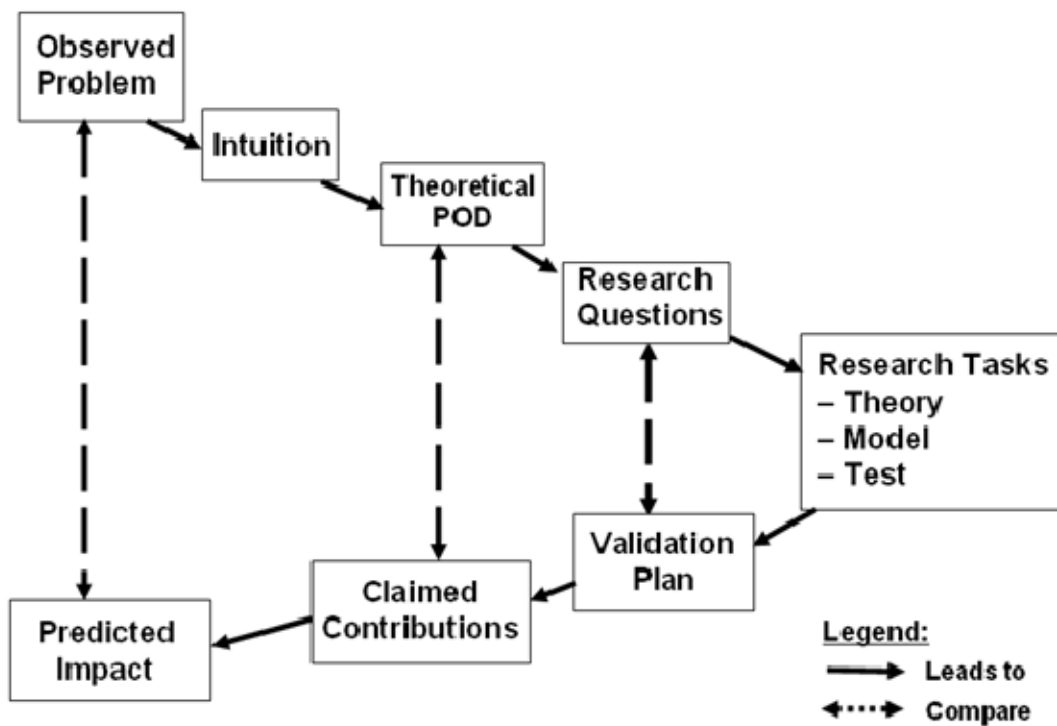 Observed
Problem
Intuition
Theoretical
POD
Research
Questions
Research Tasks
– Theory
– Model
– Test
Validation
Plan
Claimed
Contributions
Predicted
Impact
Legend:
Leads to
Compare